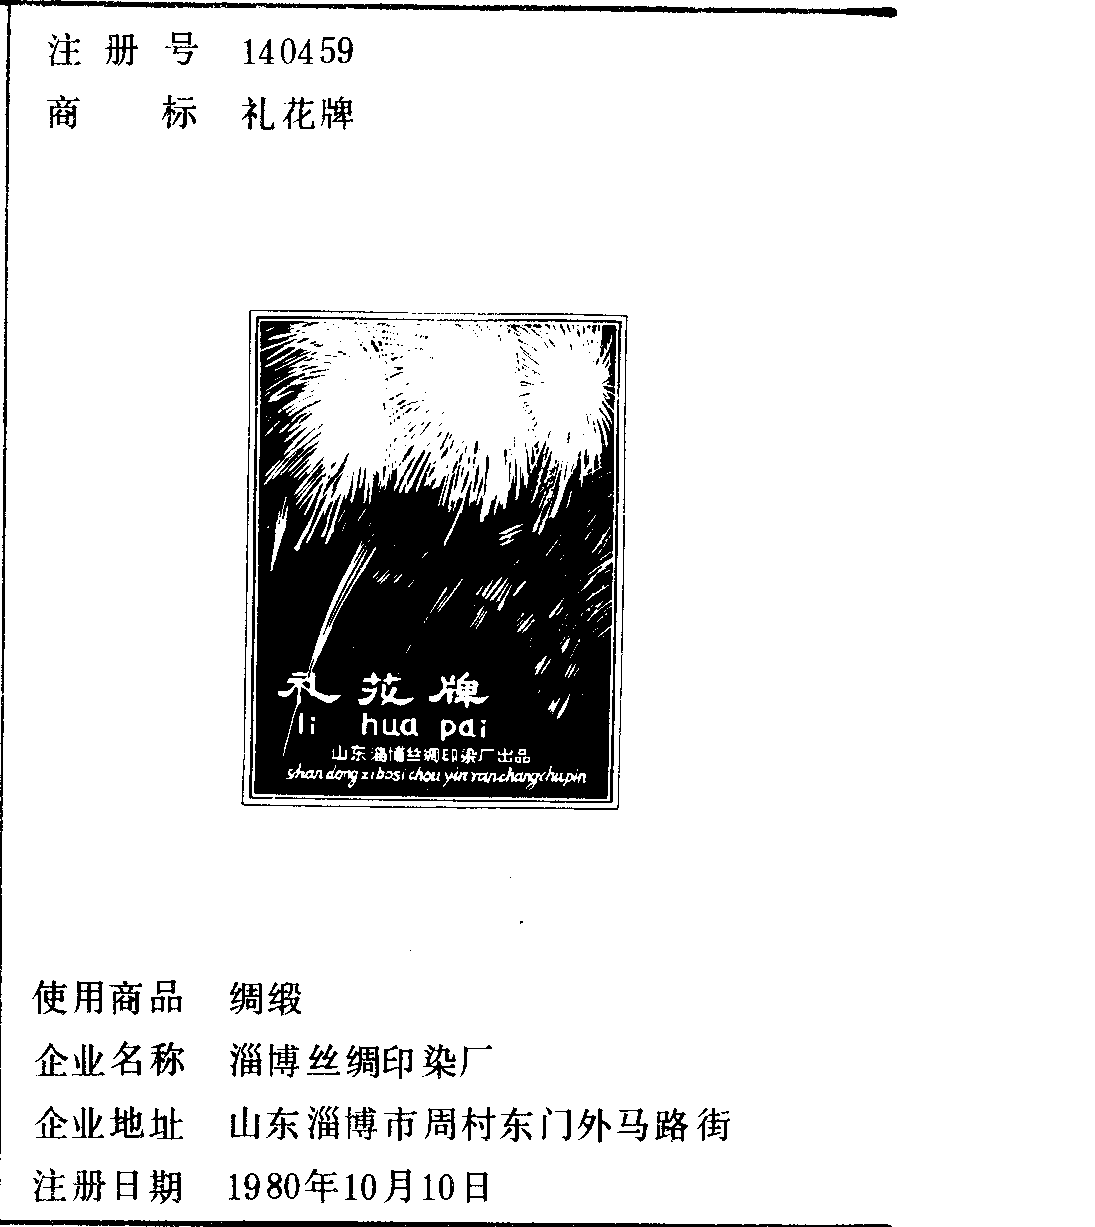 注册号 140459
商标 礼花牌
礼花牌
li hua pai
山东淄博丝绸印染厂出品
shan dong zi bo si chou yin ran chang chu pin
使用商品 绸缎
企业名称 淄博丝绸印染厂
企业地址 山东淄博市周村东门外马路街
注册日期 1980年10月10日